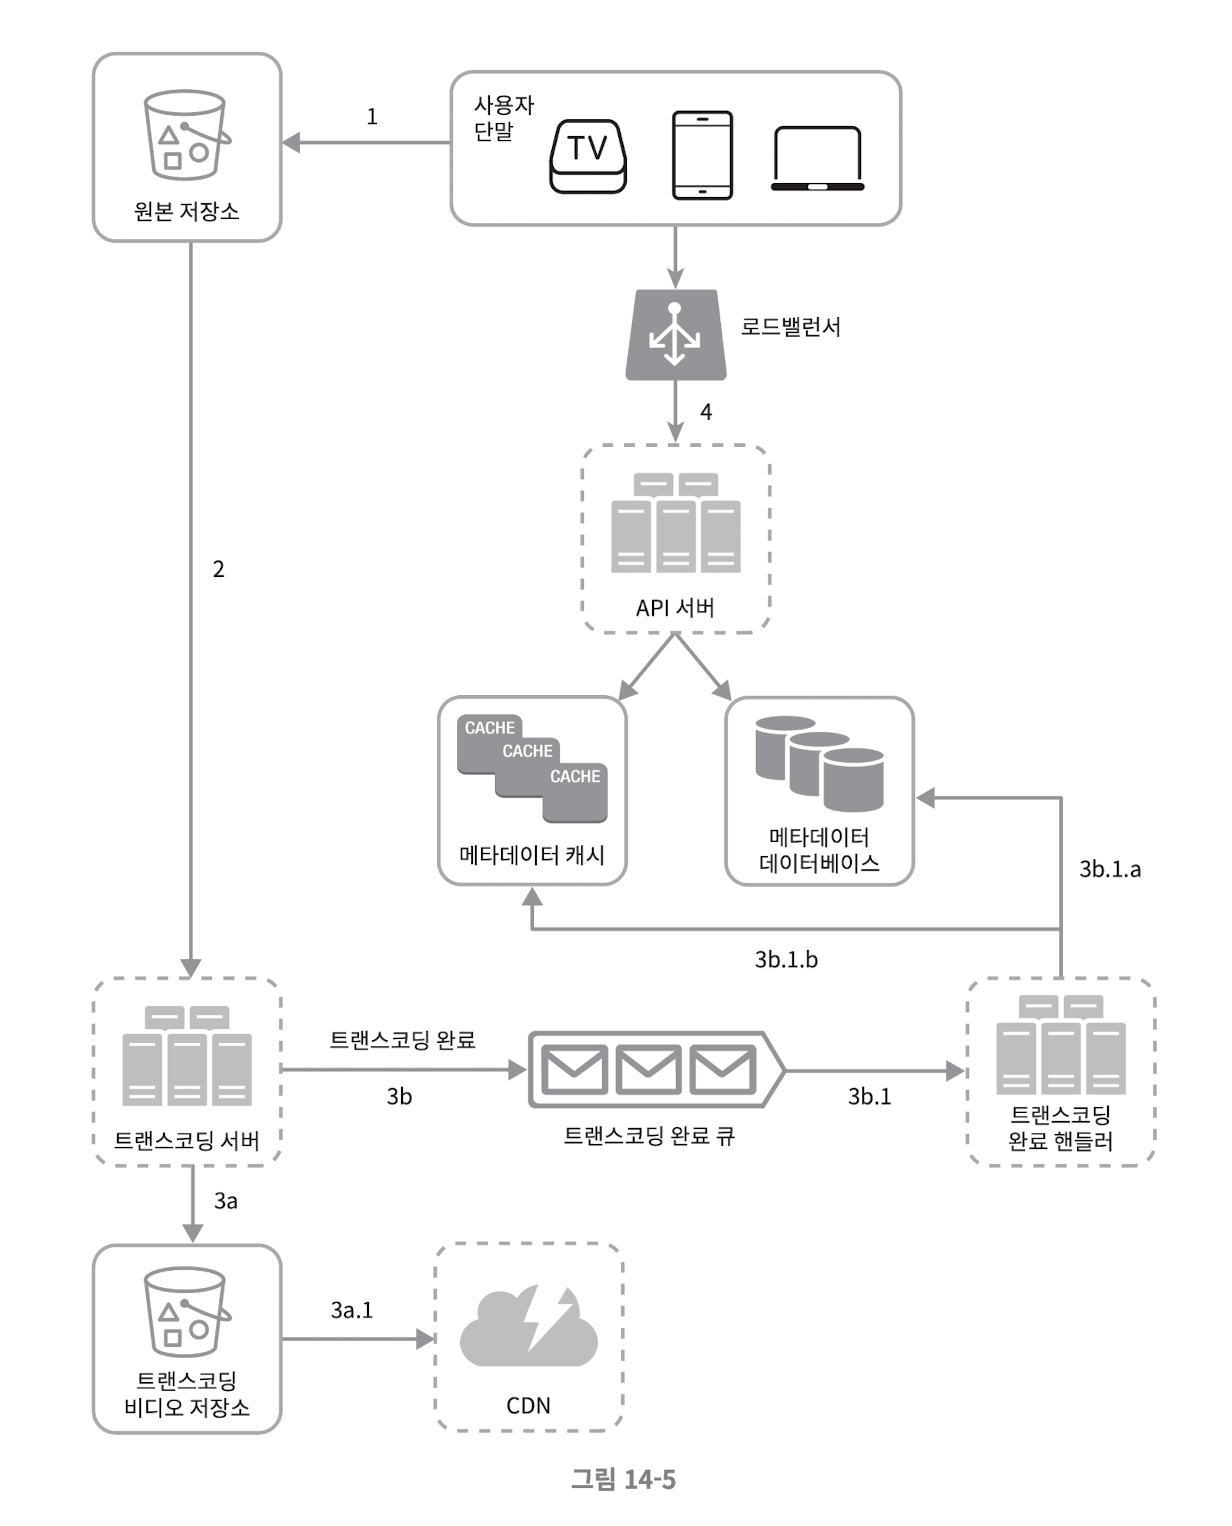 1
사용자
단말
TV
원본 저장소
로드밸런서
4
2
API 서버
CACHE
CACHE
CACHE
메타데이터 캐시
메타데이터
데이터베이스
3b.1.a
3b.1.b
트랜스코딩 완료
3b
3b.1
트랜스코딩 서버
트랜스코딩 완료 큐
트랜스코딩
완료 핸들러
3a
3a.1
트랜스코딩
비디오 저장소
CDN
그림 14-5